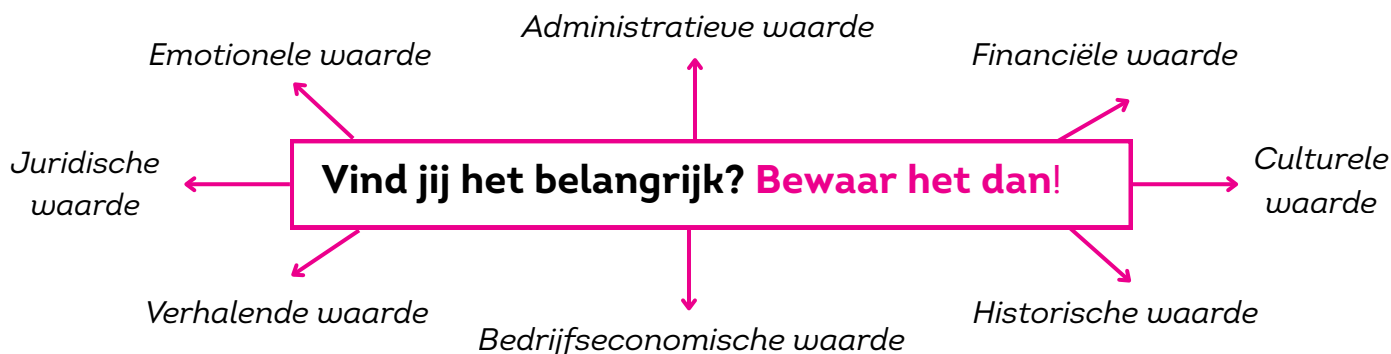 Administratieve waarde
Emotionele waarde
Financiële waarde
Juridische
waarde
Vind jij het belangrijk? Bewaar het dan!
Culturele
waarde
Verhalende waarde
Historische waarde
Bedrijfseconomische waarde